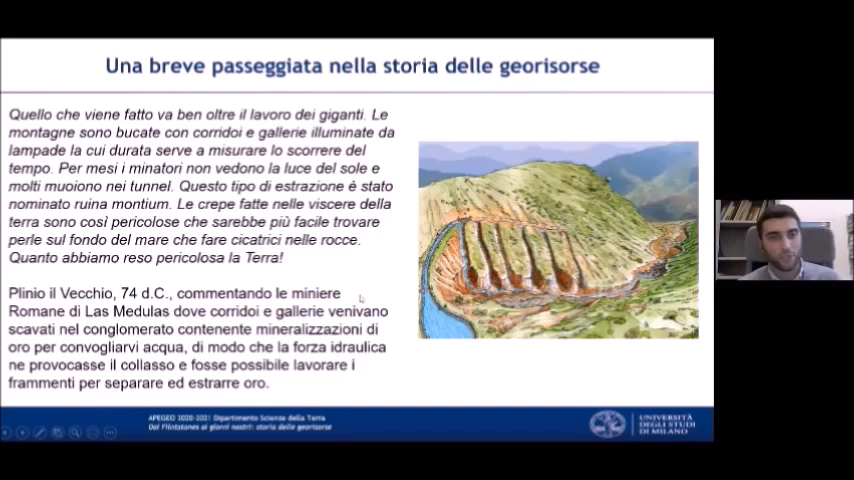 Una breve passeggiata nella storia delle georisorse
Quello che viene fatto va ben oltre il lavoro dei giganti. Le
montagne sono bucate con corridoi e gallerie illuminate da
lampade la cui durata serve a misurare lo scorrere del
tempo. Per mesi i minatori non vedono la luce del sole e
molti muoiono nei tunnel. Questo tipo di estrazione è stato
nominato ruina montium. Le crepe fatte nelle viscere della
terra sono così pericolose che sarebbe più facile trovare
perle sul fondo del mare che fare cicatrici nelle rocce.
Quanto abbiamo reso pericolosa la Terra!
Plinio il Vecchio, 74 d.C., commentando le miniere
Romane di Las Medulas dove corridoi e gallerie venivano
scavati nel conglomerato contenente mineralizzazioni di
oro per convogliarvi acqua, di modo che la forza idraulica
ne provocasse il collasso e fosse possibile lavorare i
frammenti per separare ed estrarre oro.
APEGEO 2020-2021 Dipartimento Scienze della Terra
Dai Flintstones ai giorni nostri: storia delle georisorse
UNIVERSITÀ
DEGLI STUDI
DI MILANO